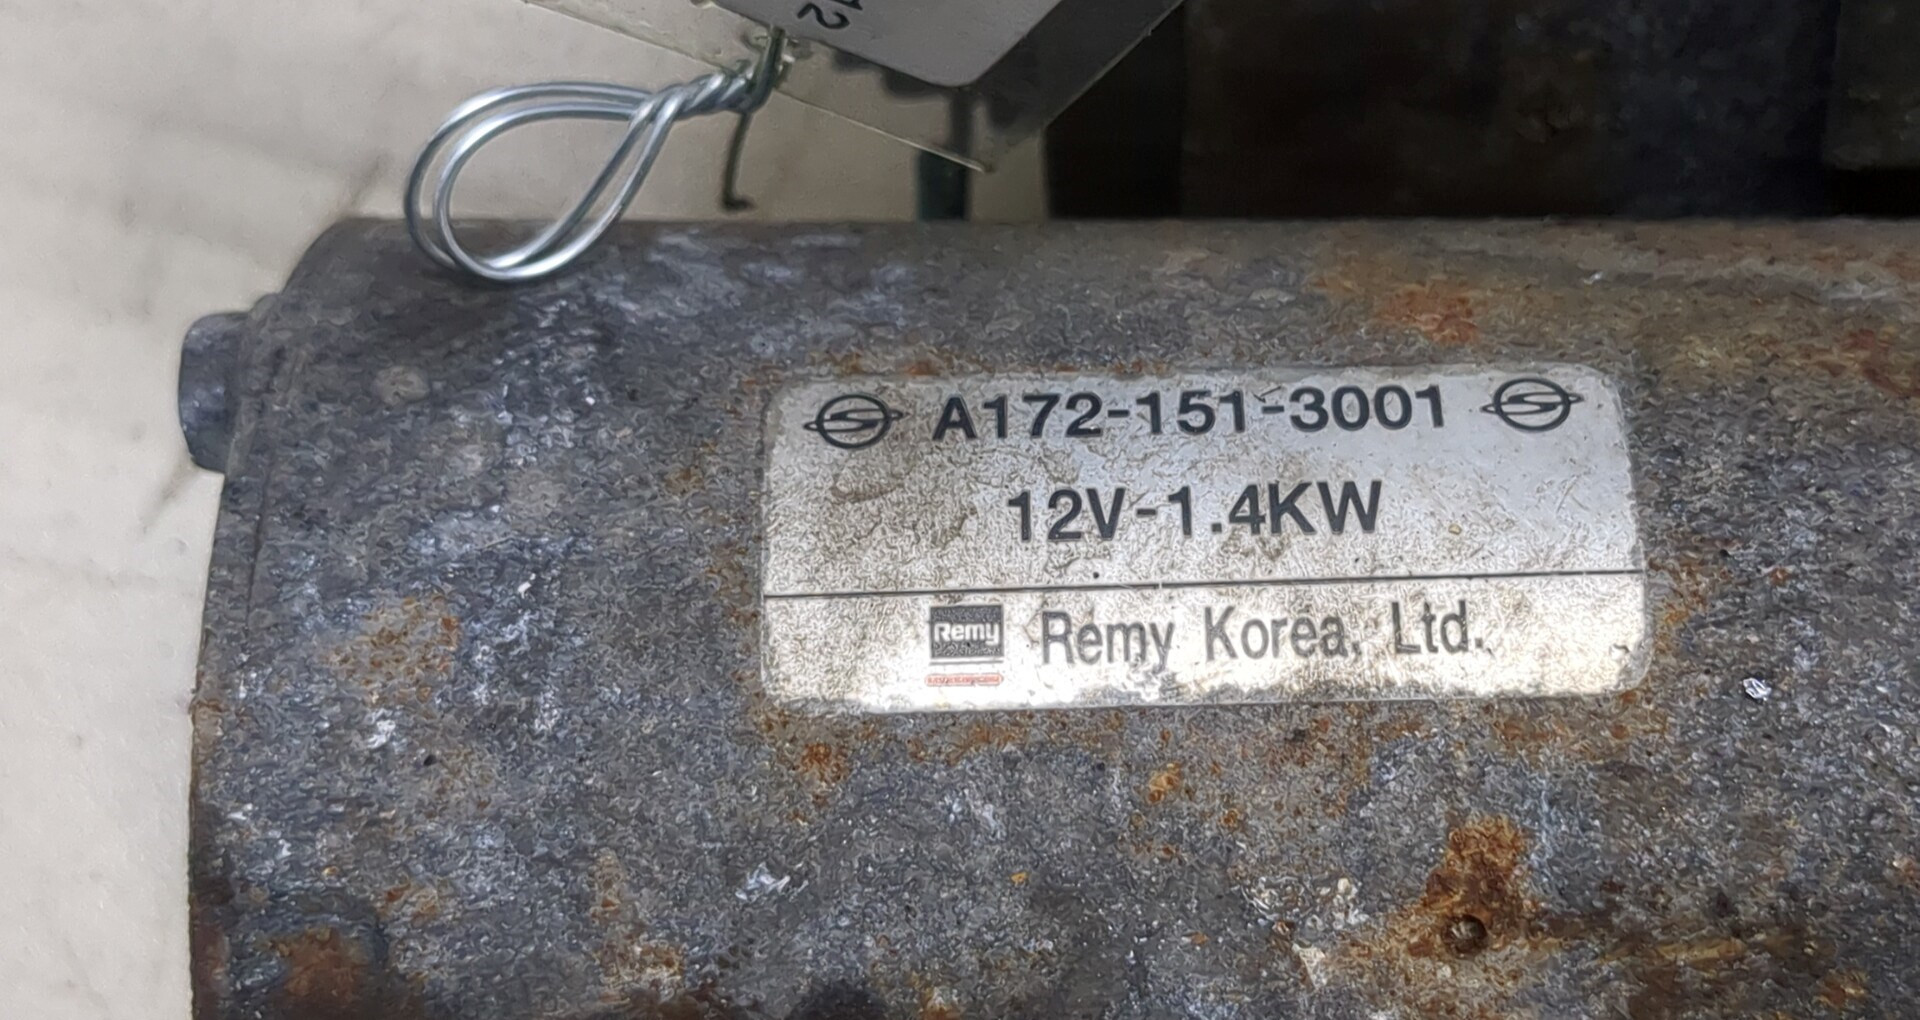 A172-151-3001
12V-1.4KW
Remy Remy Korea, Ltd.